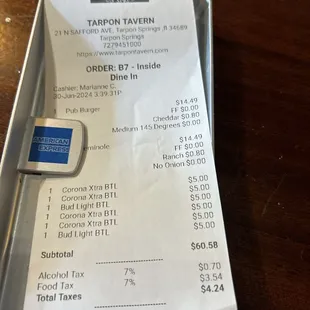 TARPON TAVERN
21 N SAFFORD AVE, Tarpon Springs, fl 34689
Tarpon Springs
7279451000
https://www.tarpontavern.com/
ORDER: B7 - Inside
Dine In
Cashier: Marianne C.
30-Jan-2024 3:39:31P
1 Pub Burger $14.49
FF $0.00
Cheddar $0.80
Medium 145 Degrees $0.00
minole $14.49
FF $0.00
Ranch $0.80
No Onion $0.00
1 Corona Xtra BTL $5.00
1 Corona Xtra BTL $5.00
1 Bud Light BTL $5.00
1 Corona Xtra BTL $5.00
1 Corona Xtra BTL $5.00
1 Bud Light BTL $5.00
Subtotal $60.58
Alcohol Tax 7% $0.70
Food Tax 7% $3.54
Total Taxes $4.24
AMERICAN
EXPRESS